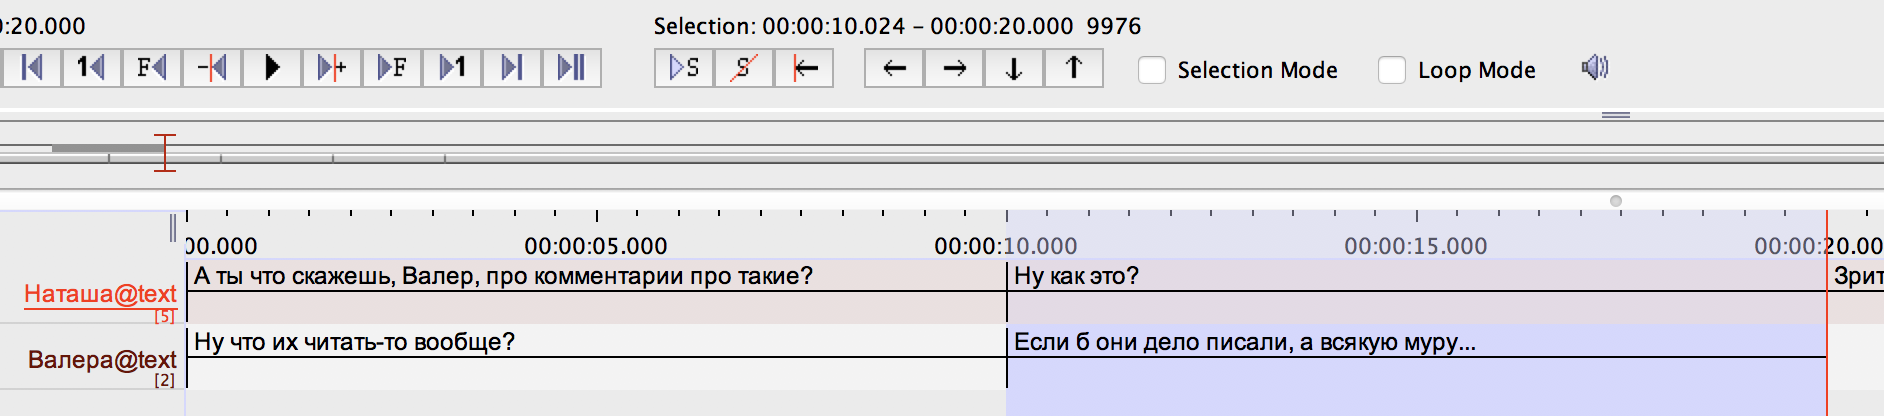 :20.000
Selection: 00:00:10.024 – 00:00:20.000 9976
1 F - + F 1 S S Selection Mode Loop Mode
00.000 00:00:05.000 00:00:10.000 00:00:15.000 00:00:20.00
Наташа@text
[5]
А ты что скажешь, Валер, про комментарии про такие? Ну как это? Зрит
Валера@text
[2]
Ну что их читать-то вообще? Если б они дело писали, а всякую муру...